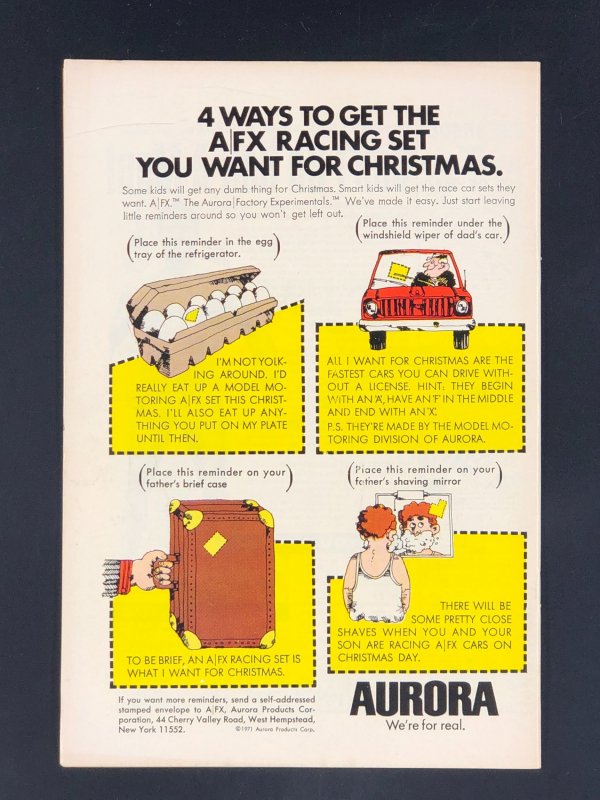 4 WAYS TO GET THE
A|FX RACING SET
YOU WANT FOR CHRISTMAS.
Some kids will get any dumb thing for Christmas. Smart kids will get the race car sets they
want. A|FX.™ The Aurora|Factory Experimentals.™ We've made it easy. Just start leaving
little reminders around so you won't get left out.
(Place this reminder in the egg
tray of the refrigerator.)
I'M NOT YOLK-
ING AROUND. I'D
REALLY EAT UP A MODEL MO-
TORING A|FX SET THIS CHRIST-
MAS. I'LL ALSO EAT UP ANY-
THING YOU PUT ON MY PLATE
UNTIL THEN.
(Place this reminder under the
windshield wiper of dad's car.)
ALL I WANT FOR CHRISTMAS ARE THE
FASTEST CARS YOU CAN DRIVE WITH-
OUT A LICENSE. HINT: THEY BEGIN
WITH AN 'A', HAVE AN 'F' IN THE MIDDLE
AND END WITH AN 'X'.
P.S. THEY'RE MADE BY THE MODEL MO-
TORING DIVISION OF AURORA.
(Place this reminder on your
father's brief case)
TO BE BRIEF, AN A|FX RACING SET IS
WHAT I WANT FOR CHRISTMAS.
(Place this reminder on your
father's shaving mirror)
THERE WILL BE
SOME PRETTY CLOSE
SHAVES WHEN YOU AND YOUR
SON ARE RACING A|FX CARS ON
CHRISTMAS DAY.
If you want more reminders, send a self-addressed
stamped envelope to A|FX, Aurora Products Cor-
poration, 44 Cherry Valley Road, West Hempstead,
New York 11552.
©1971 Aurora Products Corp.
AURORA
We're for real.